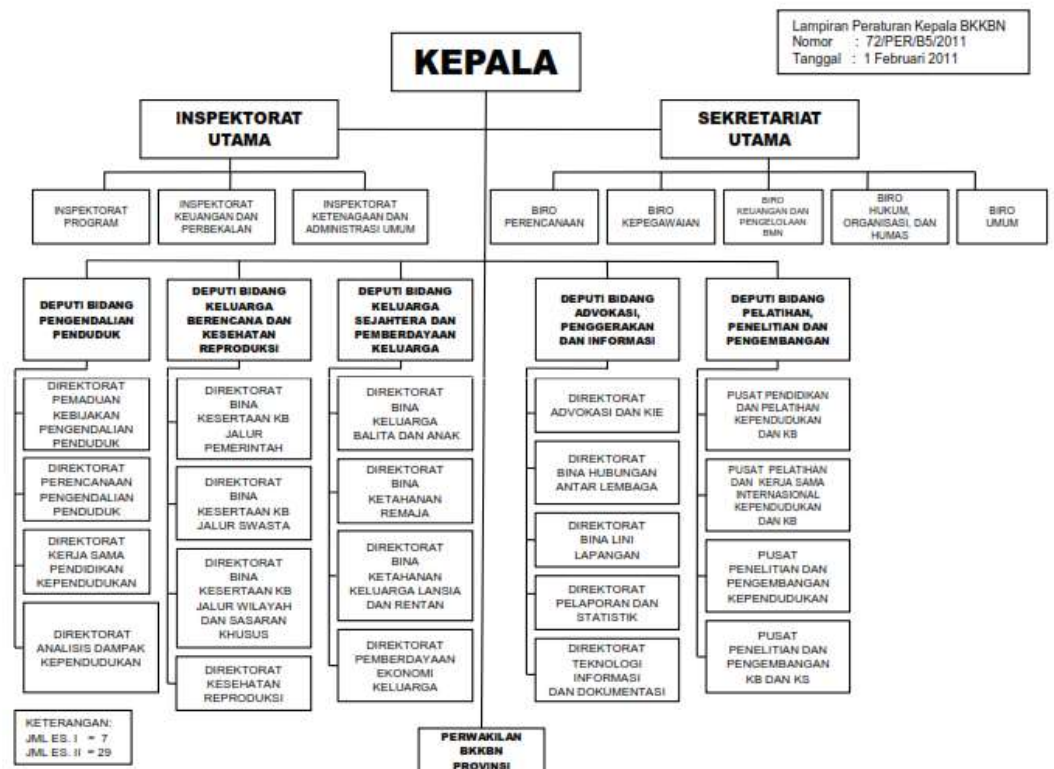 Lampiran Peraturan Kepala BKKBN
Nomor : 72/PER/B5/2011
Tanggal : 1 Februari 2011
KEPALA
INSPEKTORAT
UTAMA
SEKRETARIAT
UTAMA
INSPEKTORAT
PROGRAM
INSPEKTORAT
KEUANGAN DAN
PERBEKALAN
INSPEKTORAT
KETENAGAAN DAN
ADMINISTRASI UMUM
BIRO
PERENCANAAN
BIRO
KEPEGAWAIAN
BIRO
KEUANGAN DAN
PENGELOLAAN
BMN
BIRO
HUKUM,
ORGANISASI, DAN
HUMAS
BIRO
UMUM
DEPUTI BIDANG
PENGENDALIAN
PENDUDUK
DEPUTI BIDANG
KELUARGA
BERENCANA DAN
KESEHATAN
REPRODUKSI
DEPUTI BIDANG
KELUARGA
SEJAHTERA DAN
PEMBERDAYAAN
KELUARGA
DEPUTI BIDANG
ADVOKASI,
PENGGERAKAN
DAN INFORMASI
DEPUTI BIDANG
PELATIHAN,
PENELITIAN DAN
PENGEMBANGAN
DIREKTORAT
PEMADUAN
KEBIJAKAN
PENGENDALIAN
PENDUDUK
DIREKTORAT
PERENCANAAN
PENGENDALIAN
PENDUDUK
DIREKTORAT
KERJA SAMA
PENDIDIKAN
KEPENDUDUKAN
DIREKTORAT
ANALISIS DAMPAK
KEPENDUDUKAN
DIREKTORAT
BINA
KESERTAAN KB
JALUR
PEMERINTAH
DIREKTORAT
BINA
KESERTAAN KB
JALUR SWASTA
DIREKTORAT
BINA
KESERTAAN KB
JALUR WILAYAH
DAN SASARAN
KHUSUS
DIREKTORAT
KESEHATAN
REPRODUKSI
DIREKTORAT
BINA
KELUARGA
BALITA DAN ANAK
DIREKTORAT
BINA
KETAHANAN
REMAJA
DIREKTORAT
BINA
KETAHANAN
KELUARGA LANSIA
DAN RENTAN
DIREKTORAT
PEMBERDAYAAN
EKONOMI
KELUARGA
DIREKTORAT
ADVOKASI DAN KIE
DIREKTORAT
BINA HUBUNGAN
ANTAR LEMBAGA
DIREKTORAT
BINA LINI
LAPANGAN
DIREKTORAT
PELAPORAN DAN
STATISTIK
DIREKTORAT
TEKNOLOGI
INFORMASI
DAN DOKUMENTASI
PUSAT PENDIDIKAN
DAN PELATIHAN
KEPENDUDUKAN
DAN KB
PUSAT PELATIHAN
DAN KERJA SAMA
INTERNASIONAL
KEPENDUDUKAN
DAN KB
PUSAT
PENELITIAN DAN
PENGEMBANGAN
KEPENDUDUKAN
PUSAT
PENELITIAN DAN
PENGEMBANGAN
KB DAN KS
KETERANGAN:
JML ES. I = 7
JML ES. II = 29
PERWAKILAN
BKKBN
PROVINSI